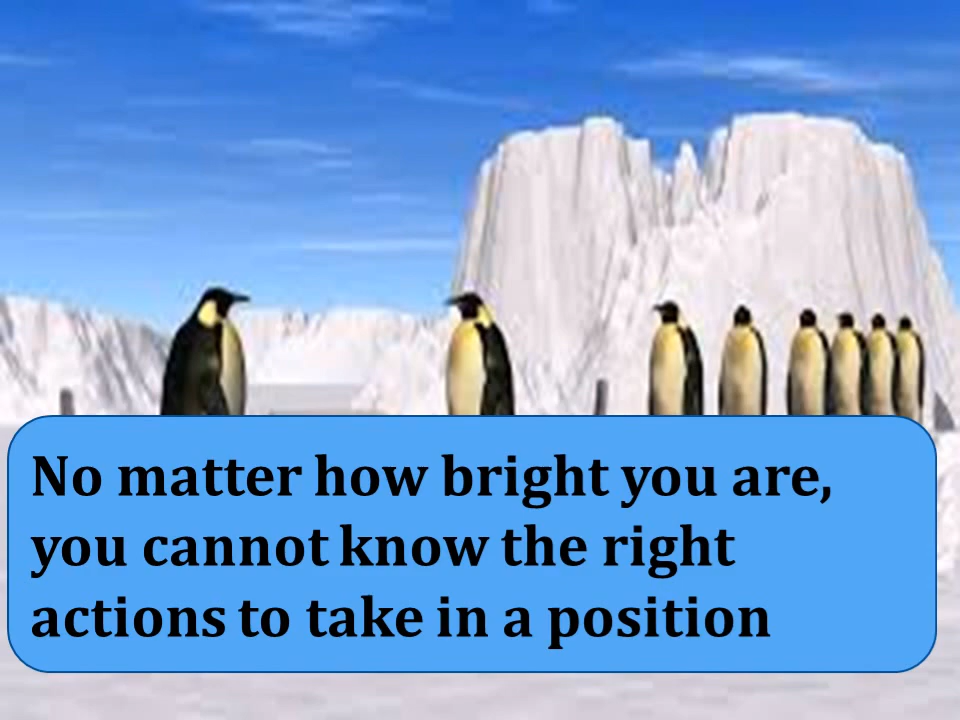 No matter how bright you are,
you cannot know the right
actions to take in a position